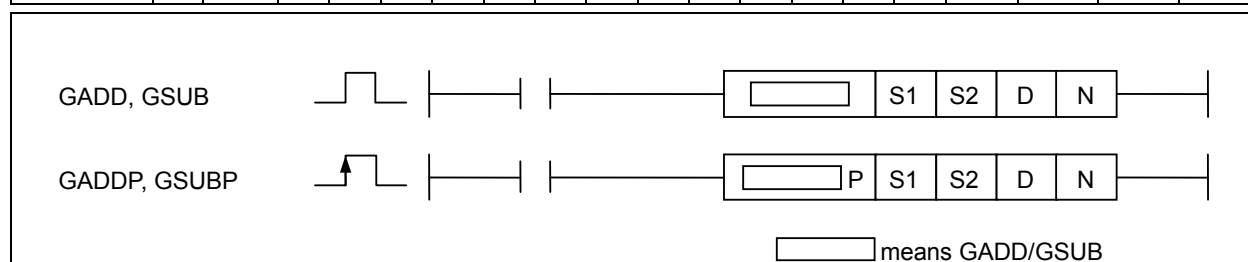 GADD, GSUB S1 S2 D N
GADDP, GSUBP P S1 S2 D N
means GADD/GSUB